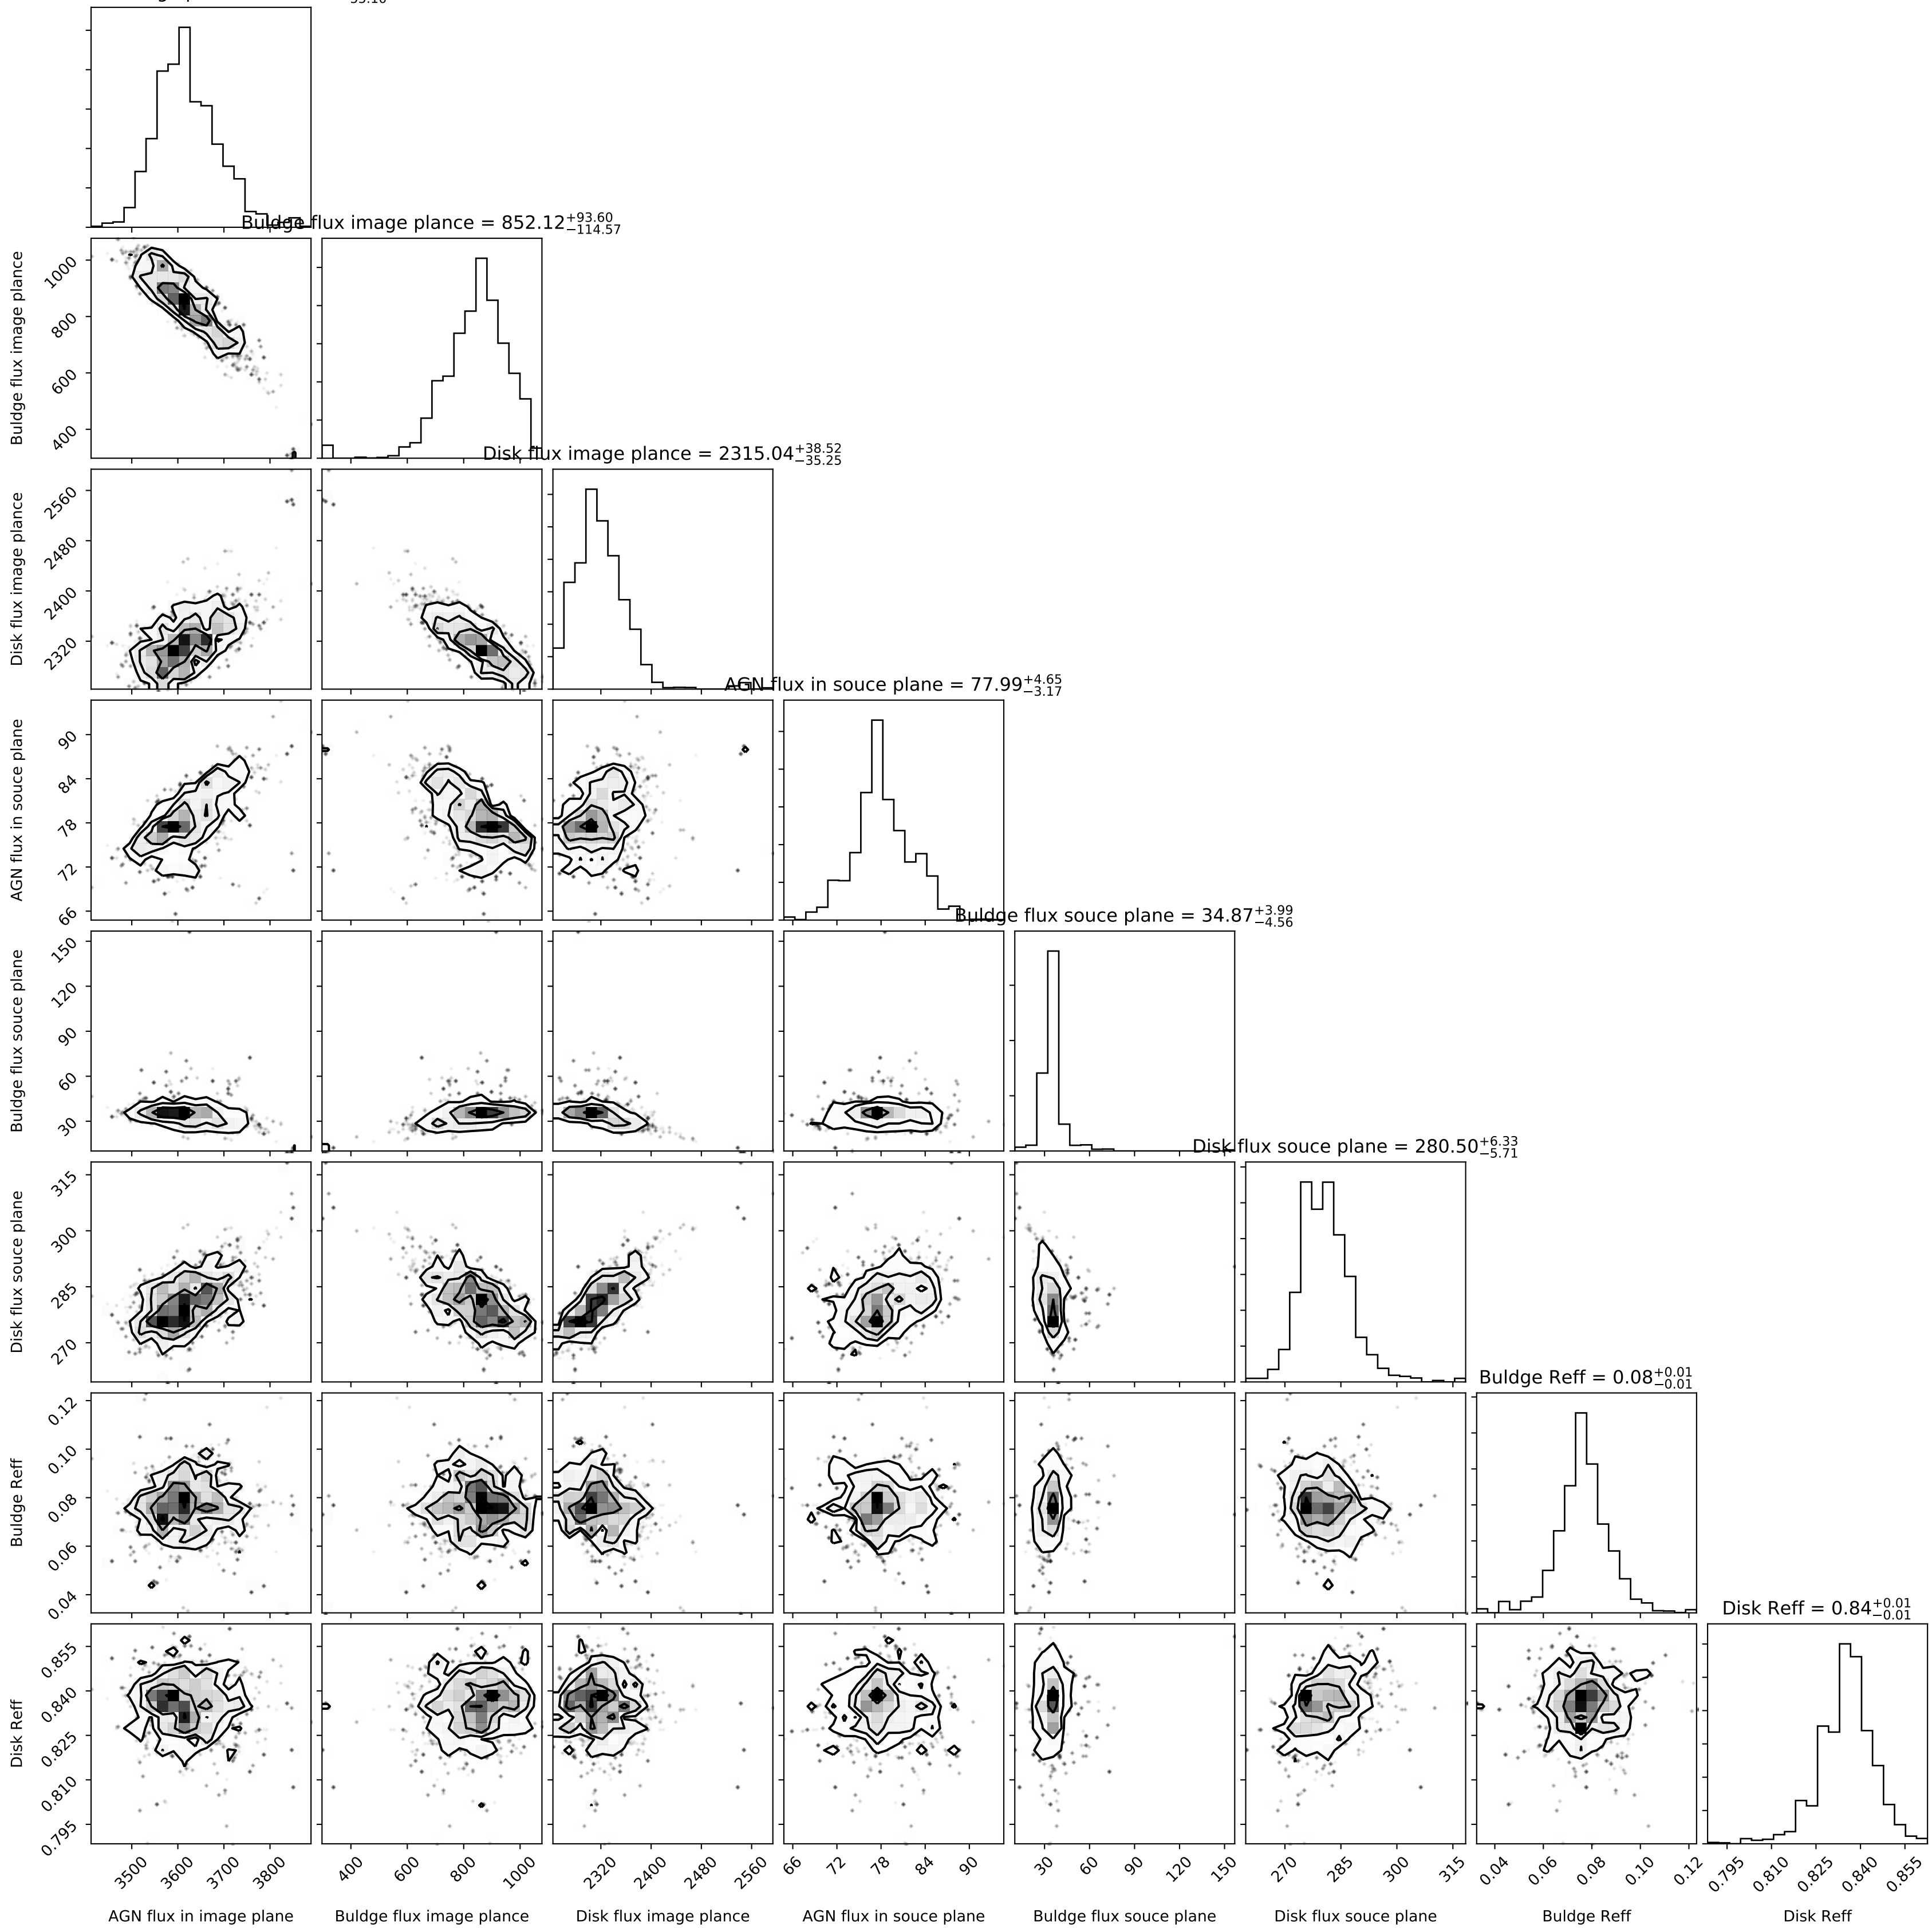 Buldge flux image plance = 852.12 +93.60 −114.57
Buldge flux image plance
1000
800
600
400
Disk flux image plance = 2315.04 +38.52 −35.25
Disk flux image plance
2560
2480
2400
2320
AGN flux in souce plane = 77.99 +4.65 −3.17
AGN flux in souce plane
90
84
78
72
66
Buldge flux souce plane = 34.87 +3.99 −4.56
Buldge flux souce plane
150
120
90
60
30
Disk flux souce plane = 280.50 +6.33 −5.71
Disk flux souce plane
315
300
285
270
Buldge Reff = 0.08 +0.01 −0.01
Buldge Reff
0.12
0.10
0.08
0.06
0.04
Disk Reff = 0.84 +0.01 −0.01
Disk Reff
0.855
0.840
0.825
0.810
0.795
3500 3600 3700 3800 400 600 800 1000 2320 2400 2480 2560 66 72 78 84 90 30 60 90 120 150 270 285 300 315 0.04 0.06 0.08 0.10 0.12 0.795 0.810 0.825 0.840 0.855
AGN flux in image plane Buldge flux image plance Disk flux image plance AGN flux in souce plane Buldge flux souce plane Disk flux souce plane Buldge Reff Disk Reff